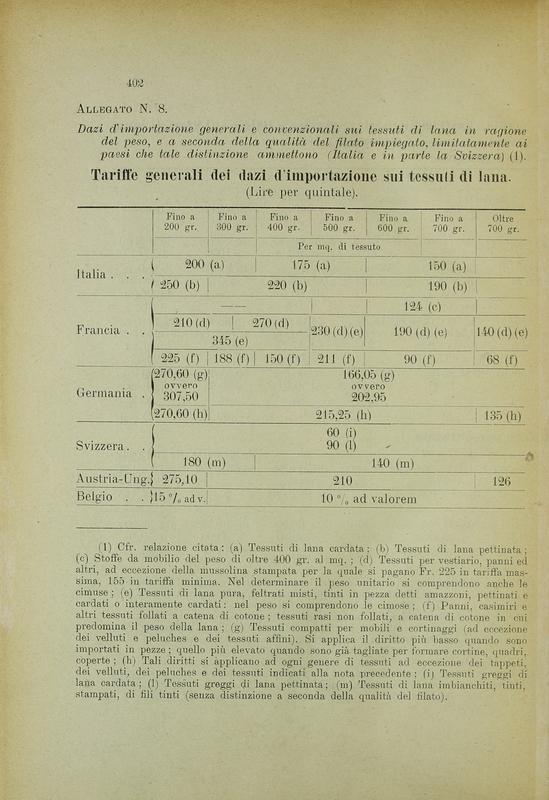 402
ALLEGATO N. 8.
Dazi d'importazione generali e convenzionali sui tessuti di lana in ragione
del peso, e a seconda della qualità del filato impiegato, limitatamente ai
paesi che tale distinzione ammettono (Italia e in parte la Svizzera) (1).
Tariffe generali dei dazi d'importazione sui tessuti di lana.
(Lire per quintale).
Fino a 200 gr. Fino a 300 gr. Fino a 400 gr. Fino a 500 gr. Fino a 600 gr. Fino a 700 gr. Oltre 700 gr.
Per mq. di tessuto
Italia . . . 200 (a) 175 (a) 150 (a)
250 (b) 220 (b) 190 (b)
Francia . . — — 124 (c)
210 (d) 270 (d) 230 (d) (e) 190 (d) (e) 140 (d) (e)
345 (e)
225 (f) 188 (f) 150 (f) 211 (f) 90 (f) 68 (f)
Germania . 270,60 (g) 166,05 (g)
ovvero ovvero
307,50 202,95
270,60 (h) 215,25 (h) 135 (h)
Svizzera . . 60 (i)
90 (l)
180 (m) 140 (m)
Austria-Ung. 275,10 210 126
Belgio . . 15 % ad v. 10 % ad valorem
(1) Cfr. relazione citata: (a) Tessuti di lana cardata; (b) Tessuti di lana pettinata;
(c) Stoffe da mobilio del peso di oltre 400 gr. al mq.; (d) Tessuti per vestiario, panni ed
altri, ad eccezione della mussolina stampata per la quale si pagano Fr. 225 in tariffa mas-
sima, 155 in tariffa minima. Nel determinare il peso unitario si comprendono anche le
cimuse; (e) Tessuti di lana pura, feltrati misti, tinti in pezza detti amazzoni, pettinati e
cardati o interamente cardati: nel peso si comprendono le cimose; (f) Panni, casimiri e
altri tessuti follati a catena di cotone; tessuti rasi non follati, a catena di cotone in cui
predomina il peso della lana; (g) Tessuti compatti per mobili e cortinaggi (ad eccezione
dei velluti e peluches e dei tessuti affini). Si applica il diritto più basso quando sono
importati in pezze; quello più elevato quando sono già tagliate per formare cortine, quadri,
coperte; (h) Tali diritti si applicano ad ogni genere di tessuti ad eccezione dei tappeti,
dei velluti, dei peluches e dei tessuti indicati alla nota precedente; (i) Tessuti greggi di
lana cardata; (l) Tessuti greggi di lana pettinata; (m) Tessuti di lana imbianchiti, tinti,
stampati, di fili tinti (senza distinzione a seconda della qualità del filato).